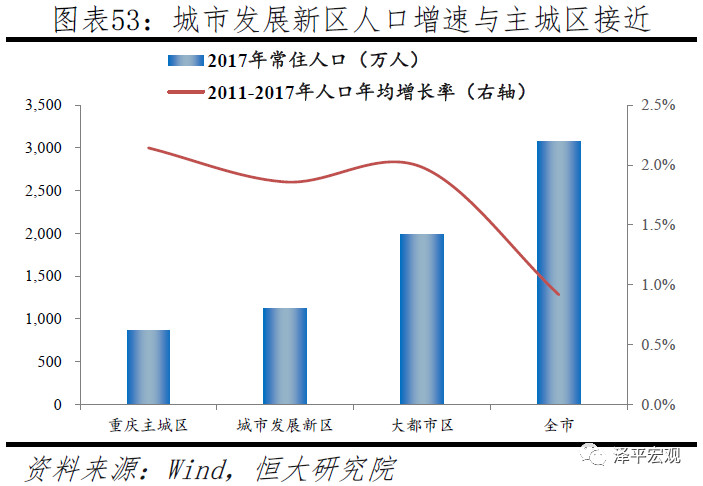 图表53：城市发展新区人口增速与主城区接近
2017年常住人口（万人）
2011-2017年人口年均增长率（右轴）
3,500
3,000
2,500
2,000
1,500
1,000
500
0
2.5%
2.0%
1.5%
1.0%
0.5%
0.0%
重庆主城区 城市发展新区 大都市区 全市
资料来源：Wind，恒大研究院
泽平宏观